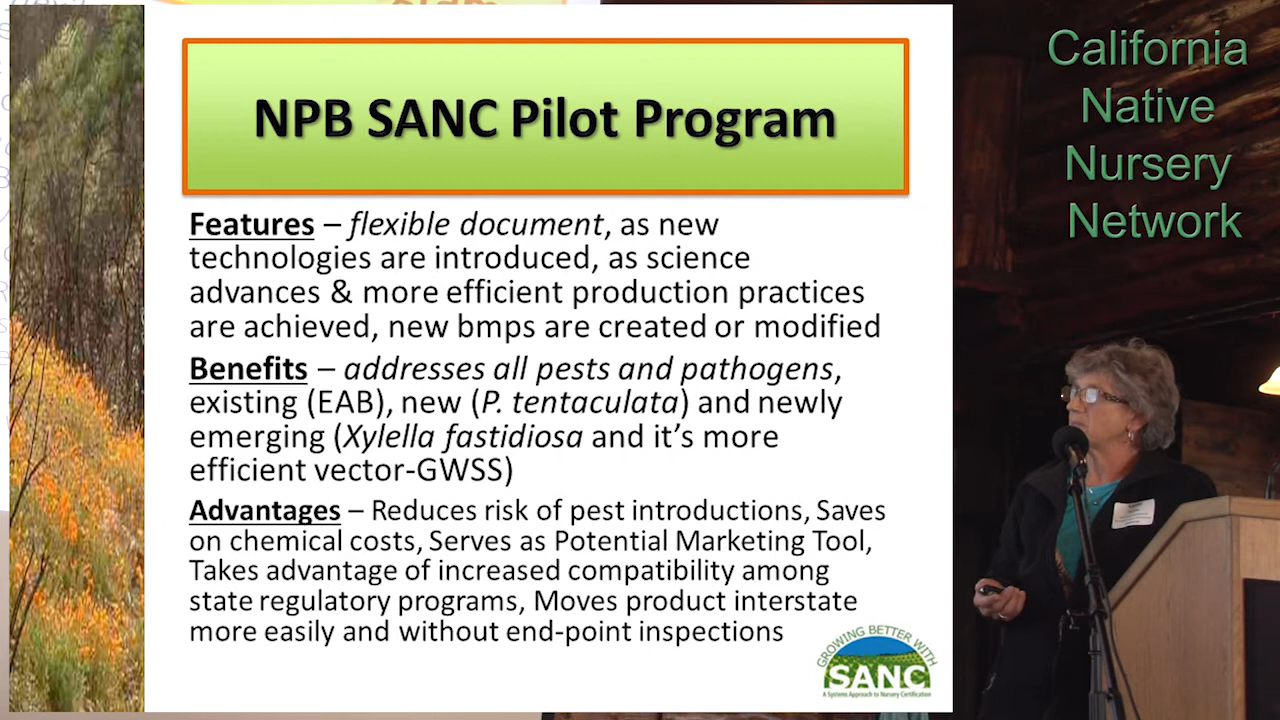 NPB SANC Pilot Program
Features – flexible document, as new
technologies are introduced, as science
advances & more efficient production practices
are achieved, new bmps are created or modified
Benefits – addresses all pests and pathogens,
existing (EAB), new (P. tentaculata) and newly
emerging (Xylella fastidiosa and it's more
efficient vector-GWSS)
Advantages – Reduces risk of pest introductions, Saves
on chemical costs, Serves as Potential Marketing Tool,
Takes advantage of increased compatibility among
state regulatory programs, Moves product interstate
more easily and without end-point inspections
GROWING BETTER WITH
SANC
A Systems Approach to Nursery Certification
California
Native
Nursery
Network